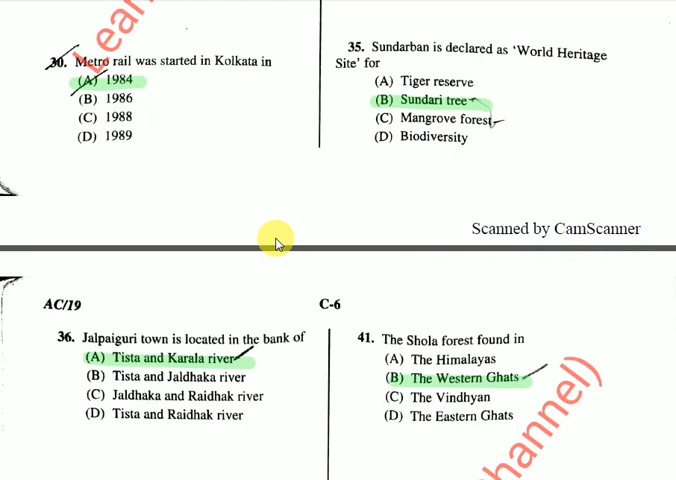 30. Metro rail was started in Kolkata in
(A) 1984
(B) 1986
(C) 1988
(D) 1989
35. Sundarban is declared as ‘World Heritage
Site’ for
(A) Tiger reserve
(B) Sundari tree
(C) Mangrove forest
(D) Biodiversity
Scanned by CamScanner
AC/19
C-6
36. Jalpaiguri town is located in the bank of
(A) Tista and Karala river
(B) Tista and Jaldhaka river
(C) Jaldhaka and Raidhak river
(D) Tista and Raidhak river
41. The Shola forest found in
(A) The Himalayas
(B) The Western Ghats
(C) The Vindhyan
(D) The Eastern Ghats
Lear
hannel)